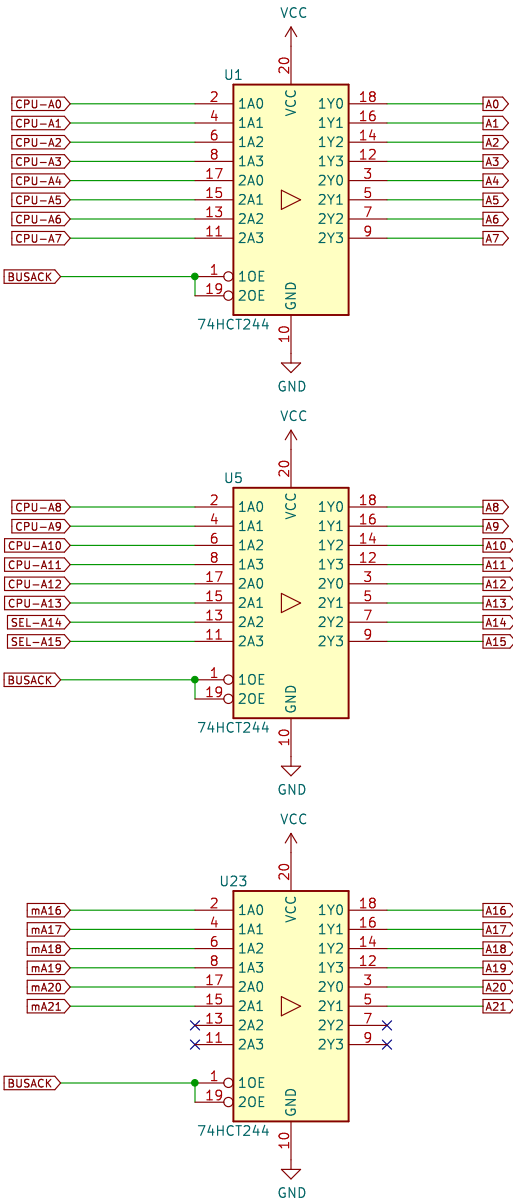 VCC
U1
20
CPU-A0 2 1A0 VCC 1Y0 18 A0
CPU-A1 4 1A1 1Y1 16 A1
CPU-A2 6 1A2 1Y2 14 A2
CPU-A3 8 1A3 1Y3 12 A3
CPU-A4 17 2A0 2Y0 3 A4
CPU-A5 15 2A1 2Y1 5 A5
CPU-A6 13 2A2 2Y2 7 A6
CPU-A7 11 2A3 2Y3 9 A7
BUSACK 1 1OE
19 2OE GND
74HCT244 10
GND
VCC
U5
20
CPU-A8 2 1A0 VCC 1Y0 18 A8
CPU-A9 4 1A1 1Y1 16 A9
CPU-A10 6 1A2 1Y2 14 A10
CPU-A11 8 1A3 1Y3 12 A11
CPU-A12 17 2A0 2Y0 3 A12
CPU-A13 15 2A1 2Y1 5 A13
SEL-A14 13 2A2 2Y2 7 A14
SEL-A15 11 2A3 2Y3 9 A15
BUSACK 1 1OE
19 2OE GND
74HCT244 10
GND
VCC
U23
20
mA16 2 1A0 VCC 1Y0 18 A16
mA17 4 1A1 1Y1 16 A17
mA18 6 1A2 1Y2 14 A18
mA19 8 1A3 1Y3 12 A19
mA20 17 2A0 2Y0 3 A20
mA21 15 2A1 2Y1 5 A21
13 2A2 2Y2 7
11 2A3 2Y3 9
BUSACK 1 1OE
19 2OE GND
74HCT244 10
GND